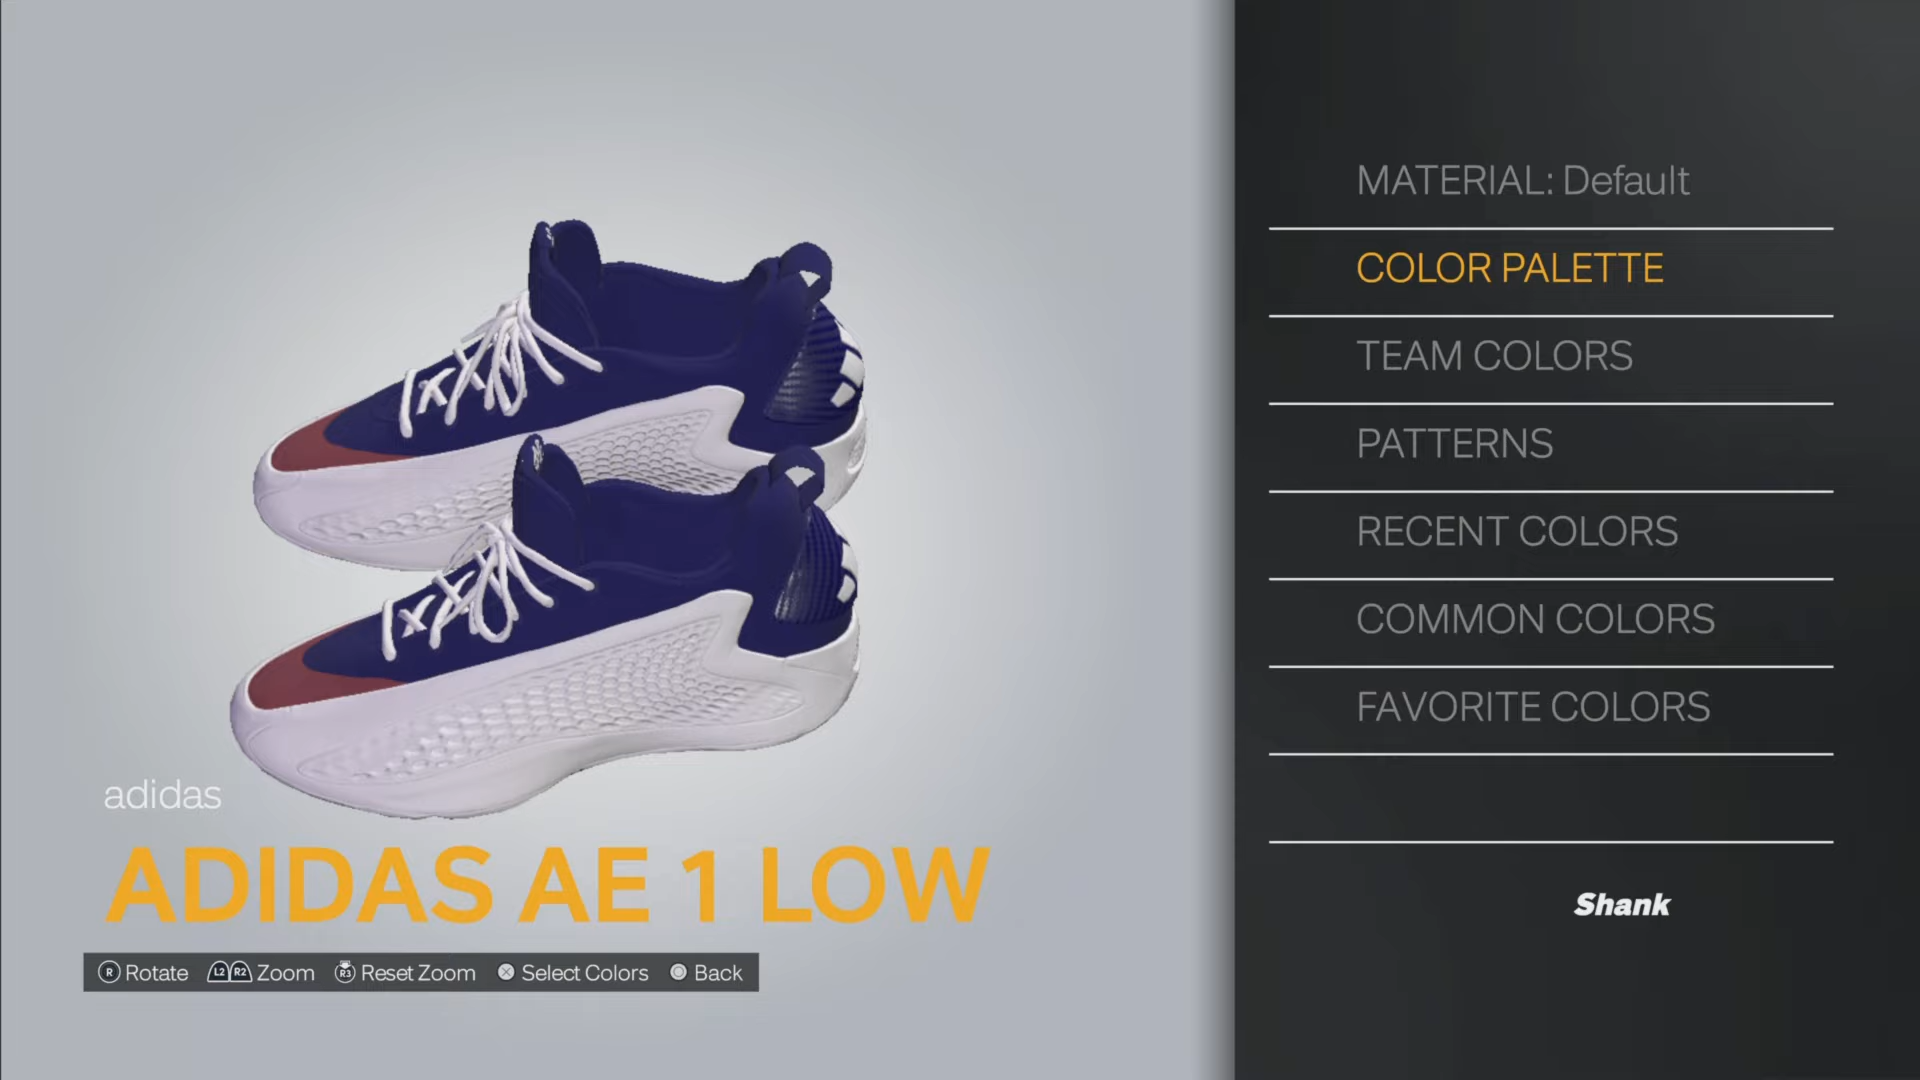 MATERIAL: Default
COLOR PALETTE
TEAM COLORS
PATTERNS
RECENT COLORS
COMMON COLORS
FAVORITE COLORS
Shank
adidas
ADIDAS AE 1 LOW
R Rotate L2 R2 Zoom R3 Reset Zoom Select Colors Back